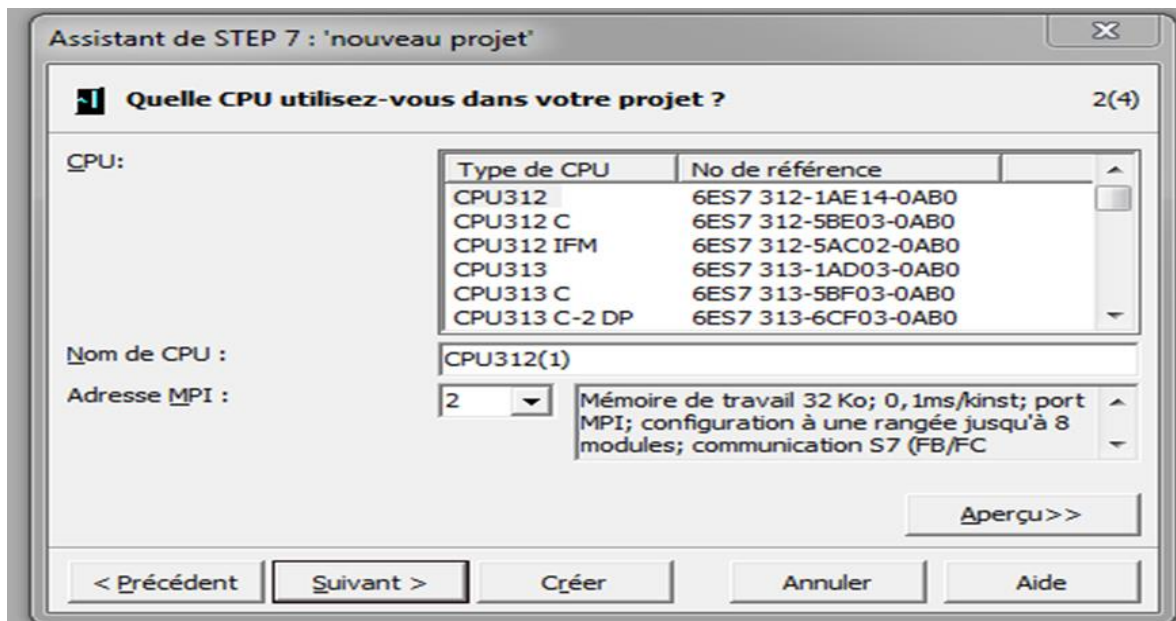 Assistant de STEP 7 : 'nouveau projet'
Quelle CPU utilisez-vous dans votre projet ? 2(4)
CPU:
Type de CPU No de référence
CPU312 6ES7 312-1AE14-0AB0
CPU312 C 6ES7 312-5BE03-0AB0
CPU312 IFM 6ES7 312-5AC02-0AB0
CPU313 6ES7 313-1AD03-0AB0
CPU313 C 6ES7 313-5BF03-0AB0
CPU313 C-2 DP 6ES7 313-6CF03-0AB0
Nom de CPU : CPU312(1)
Adresse MPI : 2
Mémoire de travail 32 Ko; 0,1ms/kinst; port
MPI; configuration à une rangée jusqu'à 8
modules; communication S7 (FB/FC
Aperçu>>
< Précédent Suivant > Créer Annuler Aide